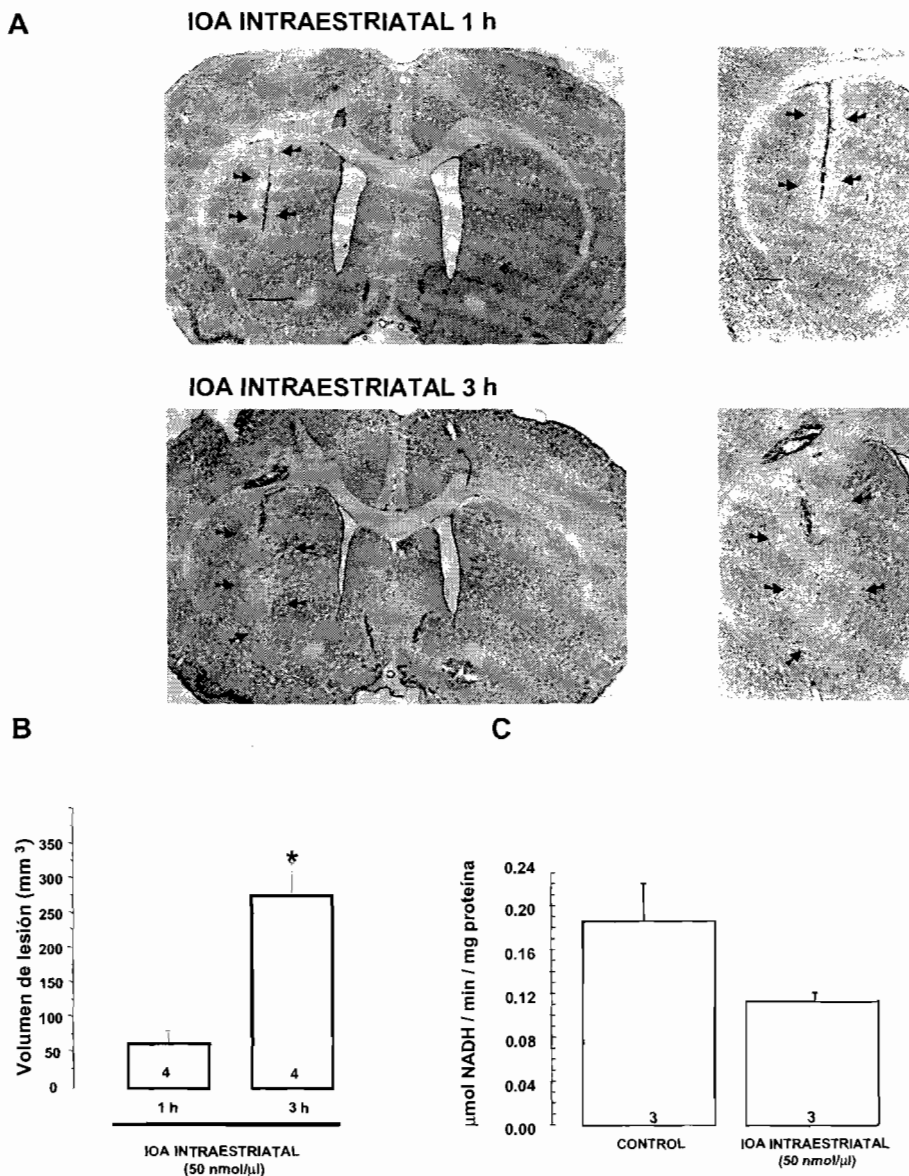 A
IOA INTRAESTRIATAL 1 h
IOA INTRAESTRIATAL 3 h
B
Volumen de lesión (mm³)
350
300
250
200
150
100
50
0
*
4
4
1 h
3 h
IOA INTRAESTRIATAL
(50 nmol/µl)
C
µmol NADH / min / mg proteína
0.24
0.20
0.16
0.12
0.08
0.04
0.00
3
3
CONTROL
IOA INTRAESTRIATAL
(50 nmol/µl)